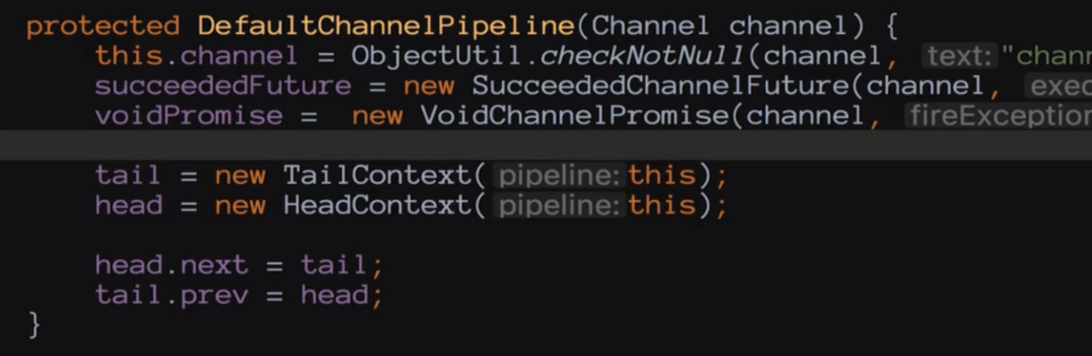 protected DefaultChannelPipeline(Channel channel) {
this.channel = ObjectUtil.checkNotNull(channel, text: "chann
succeededFuture = new SucceededChannelFuture(channel, exec
voidPromise =  new VoidChannelPromise(channel, fireException
tail = new TailContext( pipeline: this);
head = new HeadContext( pipeline: this);
head.next = tail;
tail.prev = head;
}